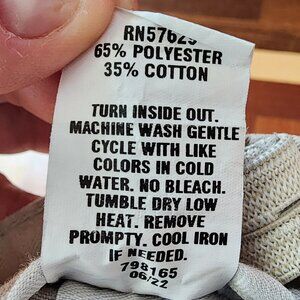 RN57629
65% POLYESTER
35% COTTON
TURN INSIDE OUT.
MACHINE WASH GENTLE
CYCLE WITH LIKE
COLORS IN COLD
WATER. NO BLEACH.
TUMBLE DRY LOW
HEAT. REMOVE
PROMPTY. COOL IRON
IF NEEDED.
798165
06/22